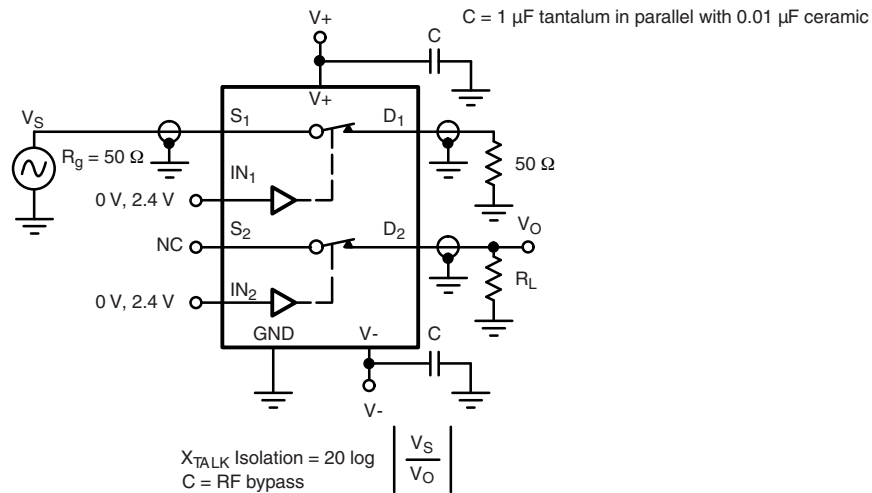 C = 1 µF tantalum in parallel with 0.01 µF ceramic
V+
C
V+
VS
S1
D1
Rg = 50 Ω
50 Ω
IN1
0 V, 2.4 V
S2
D2
VO
NC
RL
IN2
0 V, 2.4 V
GND
V-
C
V-
XTALK Isolation = 20 log | VS / VO |
C = RF bypass